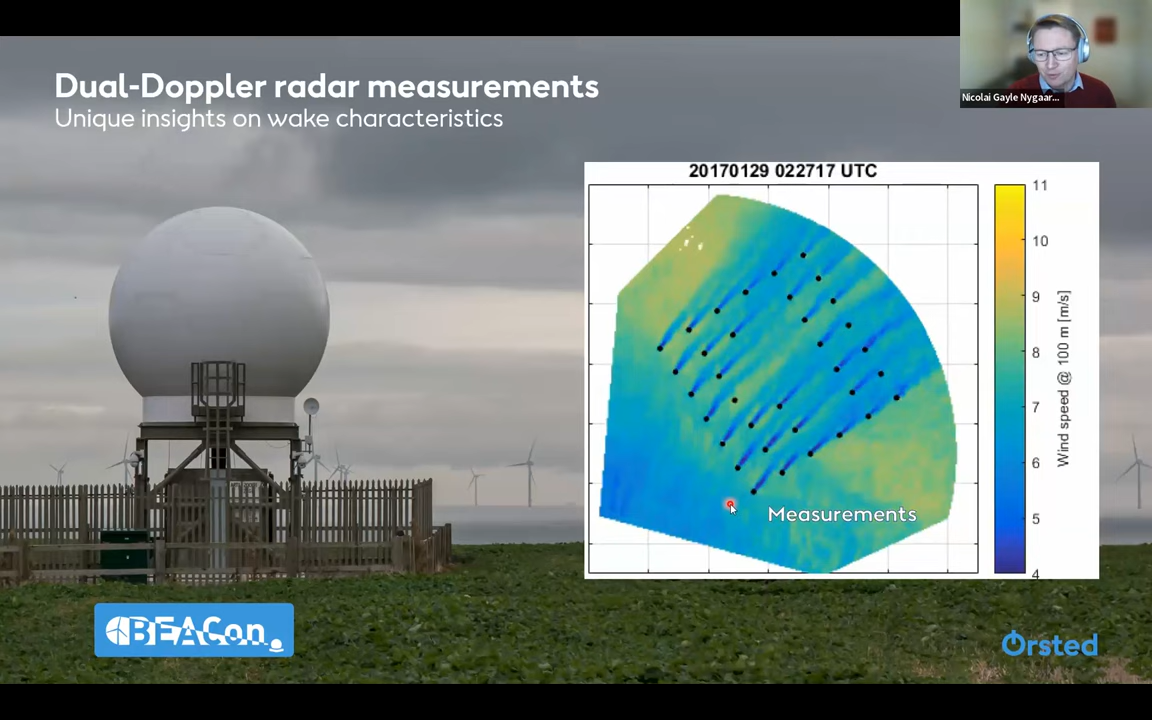 Dual-Doppler radar measurements
Unique insights on wake characteristics
Nicolai Gayle Nygaar...
20170129 022717 UTC
11
10
9
8
7
6
5
4
Wind speed @ 100 m [m/s]
Measurements
BEACon
Ørsted